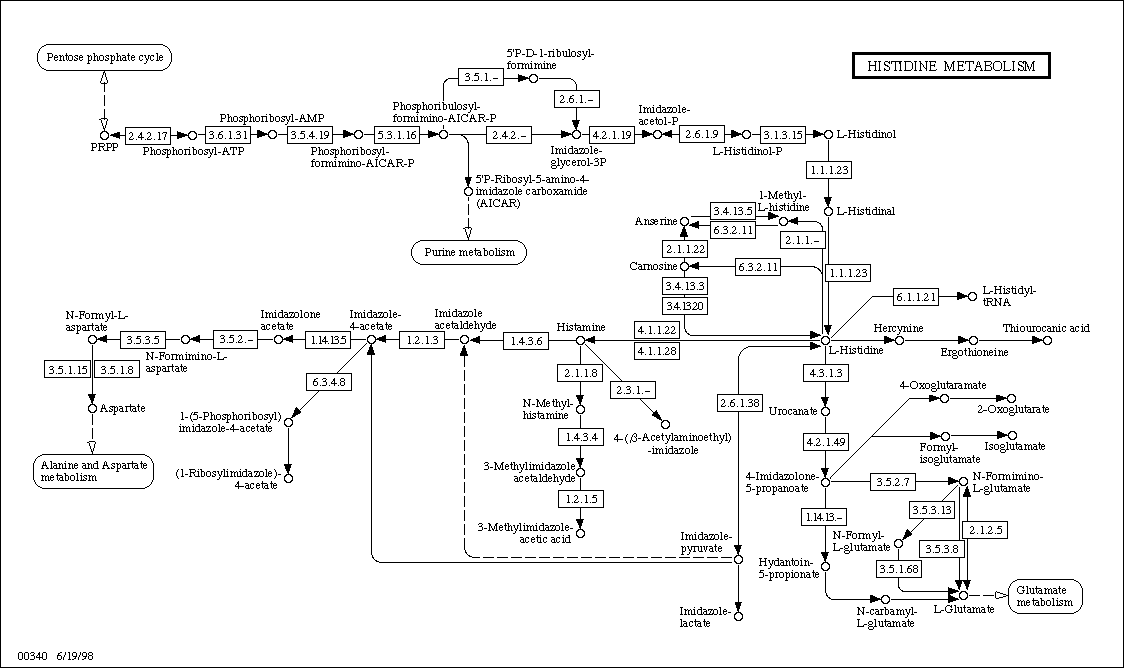 Pentose phosphate cycle
5'P-D-1-ribulosyl-
formimine
HISTIDINE METABOLISM
3.5.1.-
2.6.1.-
Phosphoribosyl-AMP
Phosphoribulosyl-
formimino-AICAR-P
Imidazole-
acetol-P
PRPP
2.4.2.17
3.6.1.31
3.5.4.19
5.3.1.16
2.4.2.-
4.2.1.19
2.6.1.9
3.1.3.15
L-Histidinol
Phosphoribosyl-ATP
Phosphoribosyl-
formimino-AICAR-P
Imidazole-
glycerol-3P
L-Histidinol-P
1.1.1.23
5'P-Ribosyl-5-amino-4-
imidazole carboxamide
(AICAR)
1-Methyl-
L-histidine
L-Histidinal
Anserine
3.4.13.5
6.3.2.11
2.1.1.-
Purine metabolism
2.1.1.22
Carnosine
6.3.2.11
1.1.1.23
3.4.13.3
3.4.1320
6.1.1.21
L-Histidyl-
tRNA
N-Formyl-L-
aspartate
Imidazolone
acetate
Imidazole-
4-acetate
Imidazole
acetaldehyde
Histamine
4.1.1.22
4.1.1.28
Hercynine
Thiourocanic acid
3.5.3.5
3.5.2.-
1.14.13.5
1.2.1.3
1.4.3.6
L-Histidine
Ergothioneine
N-Formimino-L-
aspartate
3.5.1.15
3.5.1.8
6.3.4.8
2.1.1.8
2.3.1.-
4.3.1.3
2.6.1.38
4-Oxoglutaramate
2-Oxoglutarate
Aspartate
1-(5-Phosphoribosyl)
imidazole-4-acetate
N-Methyl-
histamine
Urocanate
4-(β-Acetylaminoethyl)
-imidazole
1.4.3.4
4.2.1.49
Formyl-
isoglutamate
Isoglutamate
Alanine and Aspartate
metabolism
(1-Ribosylimidazole)-
4-acetate
3-Methylimidazole
acetaldehyde
4-Imidazolone-
5-propanoate
3.5.2.7
N-Formimino-
L-glutamate
1.2.1.5
1.14.13.-
3.5.3.13
2.1.2.5
3-Methylimidazole-
acetic acid
Imidazole-
pyruvate
N-Formyl-
L-glutamate
3.5.3.8
Hydantoin-
5-propionate
3.5.1.68
Imidazole-
lactate
N-carbamyl-
L-glutamate
L-Glutamate
Glutamate
metabolism
00340 6/19/98